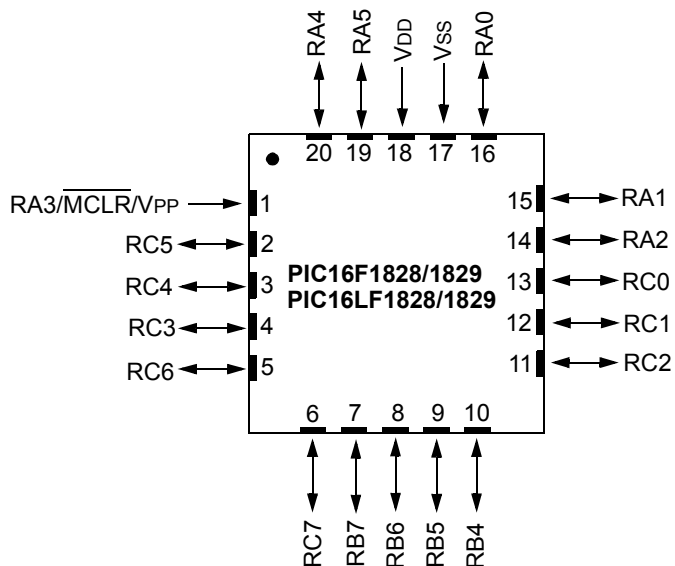 RA4
RA5
VDD
VSS
RA0
20 19 18 17 16
RA3/MCLR/VPP 1
RC5 2
RC4 3
RC3 4
RC6 5
15 RA1
14 RA2
13 RC0
12 RC1
11 RC2
PIC16F1828/1829
PIC16LF1828/1829
6 7 8 9 10
RC7
RB7
RB6
RB5
RB4